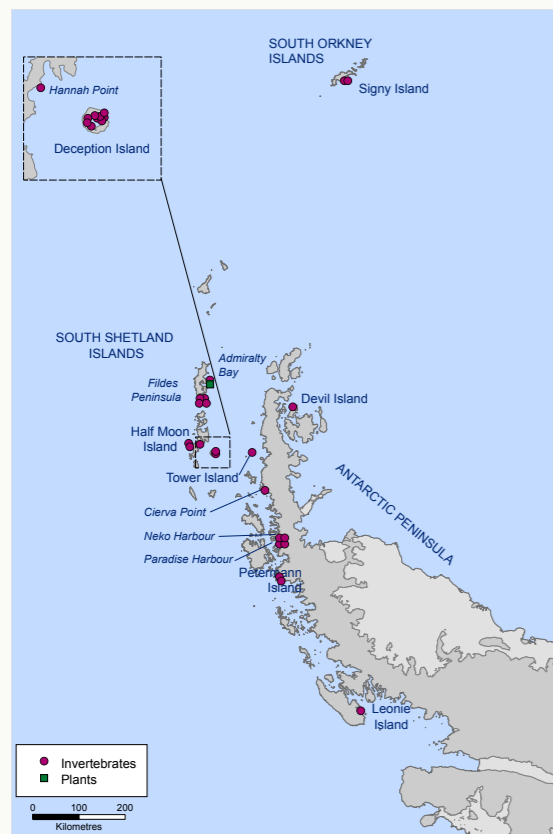 SOUTH ORKNEY
ISLANDS
Signy Island
Hannah Point
Deception Island
SOUTH SHETLAND
ISLANDS
Admiralty
Bay
Fildes
Peninsula
Devil Island
Half Moon
Island
Tower Island
ANTARCTIC PENINSULA
Cierva Point
Neko Harbour
Paradise Harbour
Petermann
Island
Leonie
Island
Invertebrates
Plants
0 100 200
Kilometres